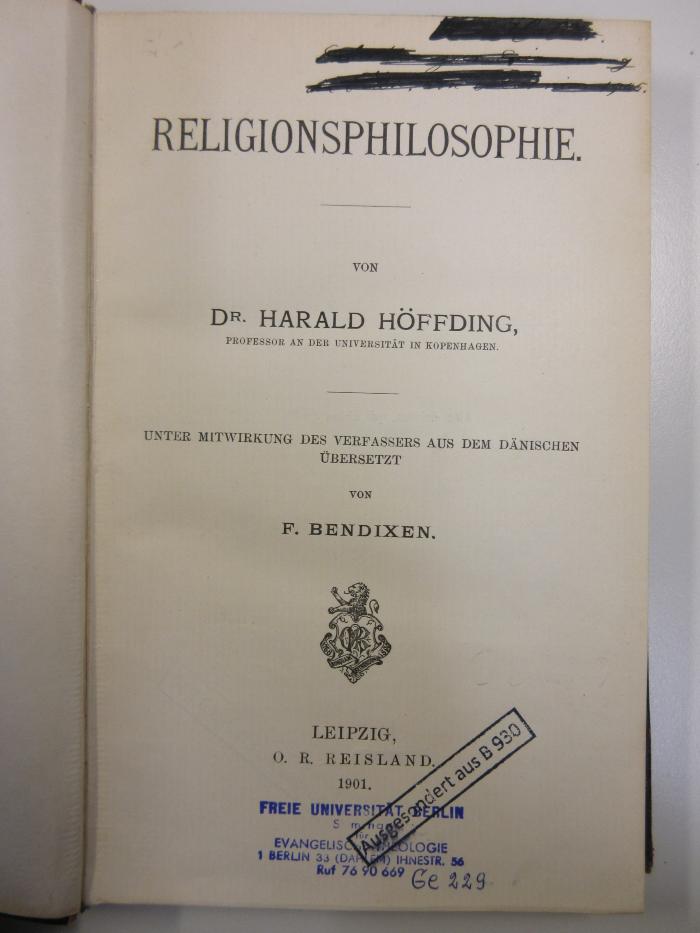 RELIGIONSPHILOSOPHIE.
VON
DR. HARALD HÖFFDING,
PROFESSOR AN DER UNIVERSITÄT IN KOPENHAGEN.
UNTER MITWIRKUNG DES VERFASSERS AUS DEM DÄNISCHEN
ÜBERSETZT
VON
F. BENDIXEN.
LEIPZIG,
O. R. REISLAND.
1901.
Ausgesondert aus B 930
FREIE UNIVERSITÄT BERLIN
für
EVANGELISCHE THEOLOGIE
1 BERLIN 33 (DAHLEM) IHNESTR. 56
Ruf 76 90 669
Ge 229